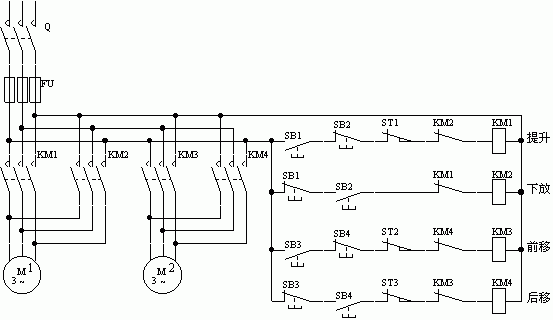 Q
FU
KM1 KM2 KM3 KM4
M 1
3 ~
M 2
3 ~
SB1 SB2 ST1 KM2 KM1 提升
SB1 SB2 KM1 KM2 下放
SB3 SB4 ST2 KM4 KM3 前移
SB3 SB4 ST3 KM3 KM4 后移